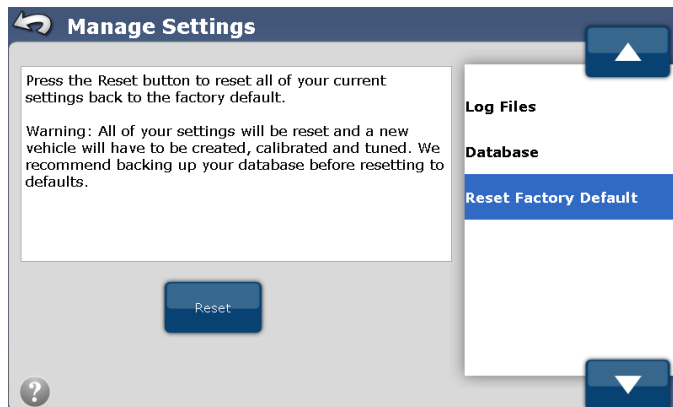 Manage Settings
Press the Reset button to reset all of your current
settings back to the factory default.
Warning: All of your settings will be reset and a new
vehicle will have to be created, calibrated and tuned. We
recommend backing up your database before resetting to
defaults.
Log Files
Database
Reset Factory Default
Reset
?